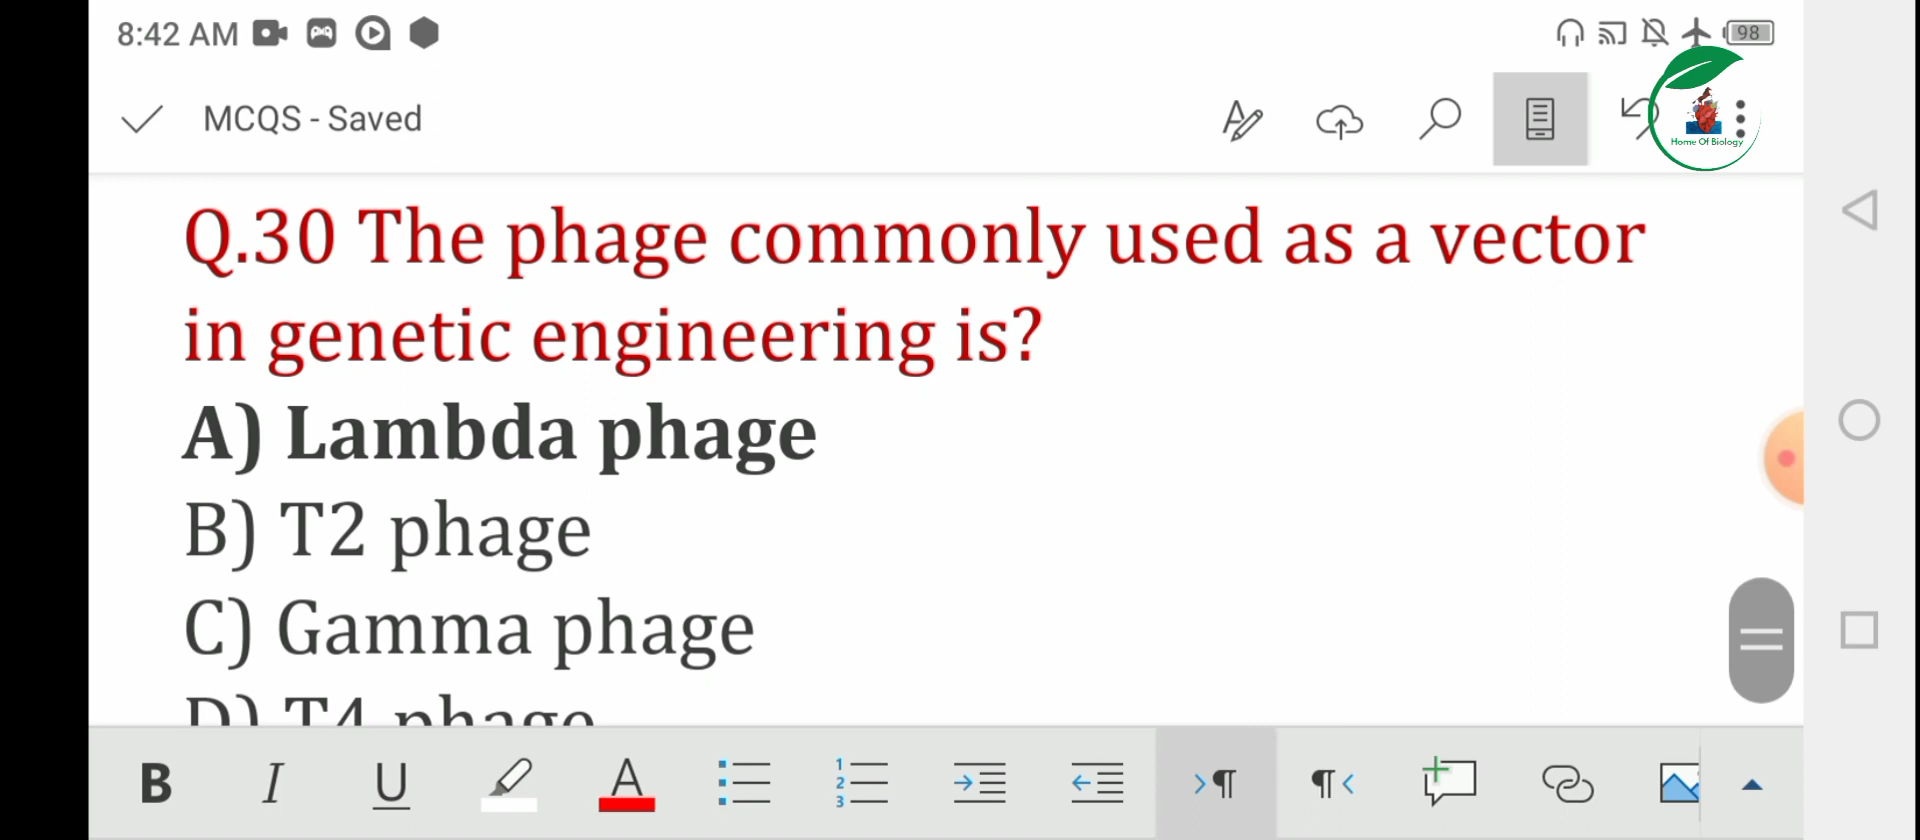 8:42 AM
98
MCQS - Saved
Home Of Biology
Q.30 The phage commonly used as a vector
in genetic engineering is?
A) Lambda phage
B) T2 phage
C) Gamma phage
D) T4 phage
B I U A 1 2 3